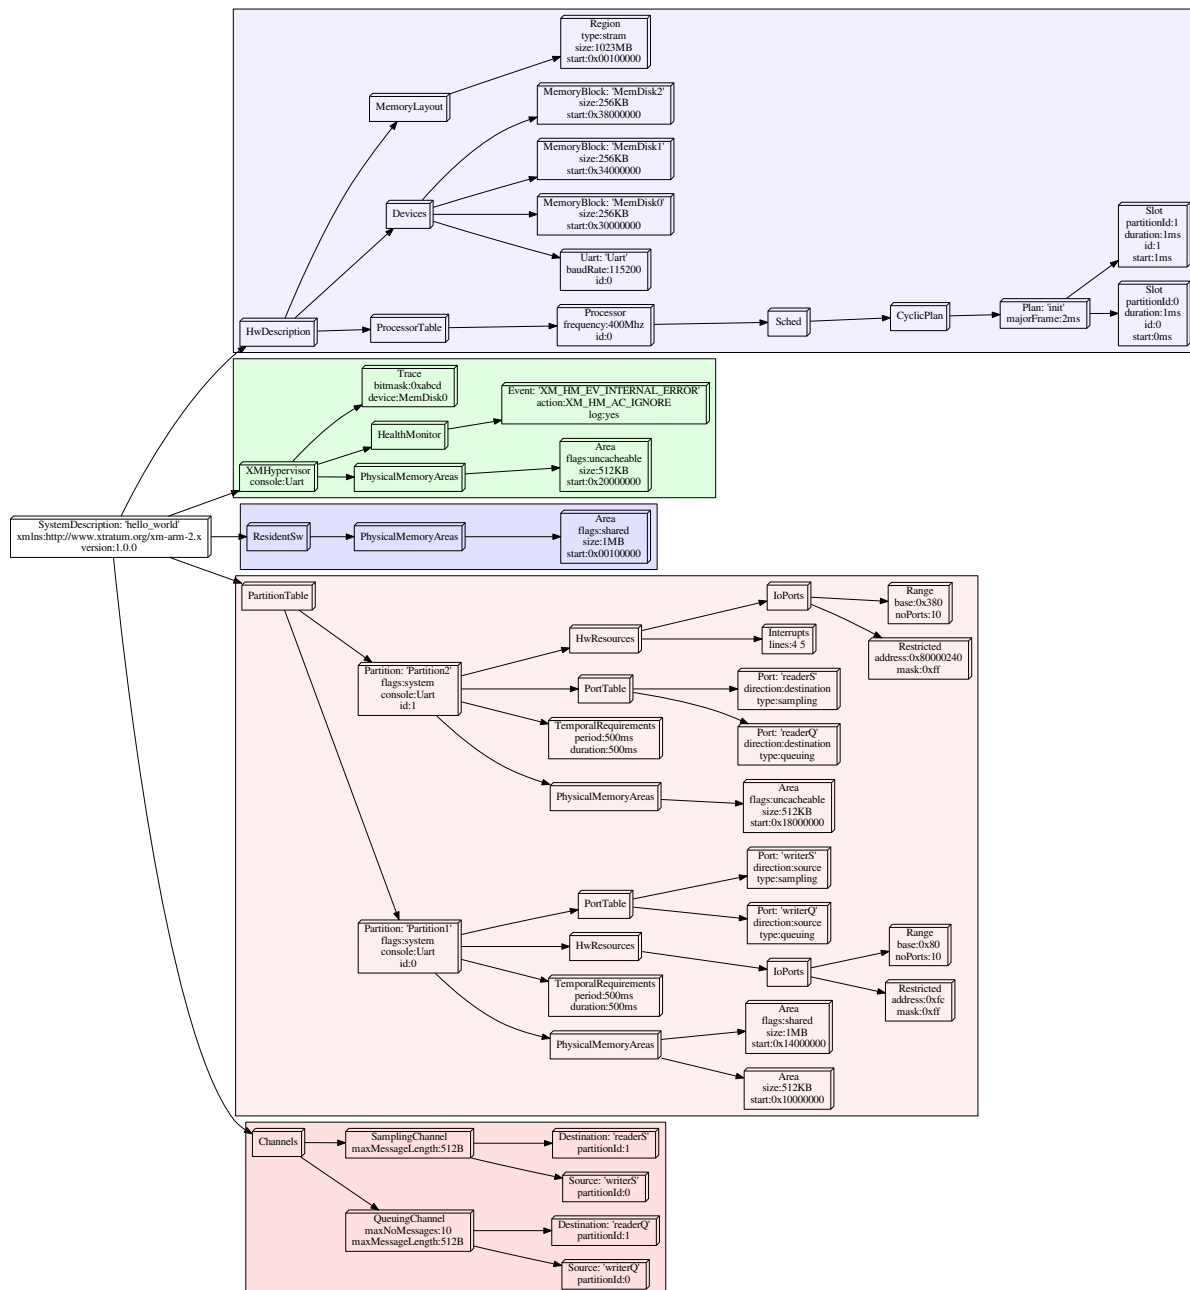 Region
type:stram
size:1023MB
start:0x00100000
MemoryLayout
MemoryBlock: 'MemDisk2'
size:256KB
start:0x38000000
MemoryBlock: 'MemDisk1'
size:256KB
start:0x34000000
Devices
MemoryBlock: 'MemDisk0'
size:256KB
start:0x30000000
Uart: 'Uart'
baudRate:115200
id:0
Slot
partitionId:1
duration:1ms
id:1
start:1ms
HwDescription
ProcessorTable
Processor
frequency:400Mhz
id:0
Sched
CyclicPlan
Plan: 'init'
majorFrame:2ms
Slot
partitionId:0
duration:1ms
id:0
start:0ms
Trace
bitmask:0xabcd
device:MemDisk0
HealthMonitor
Event: 'XM_HM_EV_INTERNAL_ERROR'
action:XM_HM_AC_IGNORE
log:yes
XMHypervisor
console:Uart
PhysicalMemoryAreas
Area
flags:uncacheable
size:512KB
start:0x20000000
SystemDescription: 'hello_world'
xmlns:http://www.xtratum.org/xm-arm-2.x
version:1.0.0
ResidentSw
PhysicalMemoryAreas
Area
flags:shared
size:1MB
start:0x00100000
PartitionTable
IoPorts
Range
base:0x380
noPorts:10
HwResources
Interrupts
lines:4 5
Restricted
address:0x80000240
mask:0xff
Partition: 'Partition2'
flags:system
console:Uart
id:1
PortTable
Port: 'readerS'
direction:destination
type:sampling
TemporalRequirements
period:500ms
duration:500ms
Port: 'readerQ'
direction:destination
type:queuing
PhysicalMemoryAreas
Area
flags:uncacheable
size:512KB
start:0x18000000
Port: 'writerS'
direction:source
type:sampling
PortTable
Port: 'writerQ'
direction:source
type:queuing
Partition: 'Partition1'
flags:system
console:Uart
id:0
HwResources
Range
base:0x80
noPorts:10
IoPorts
TemporalRequirements
period:500ms
duration:500ms
Restricted
address:0xfc
mask:0xff
PhysicalMemoryAreas
Area
flags:shared
size:1MB
start:0x14000000
Area
size:512KB
start:0x10000000
Channels
SamplingChannel
maxMessageLength:512B
Destination: 'readerS'
partitionId:1
Source: 'writerS'
partitionId:0
QueuingChannel
maxNoMessages:10
maxMessageLength:512B
Destination: 'readerQ'
partitionId:1
Source: 'writerQ'
partitionId:0